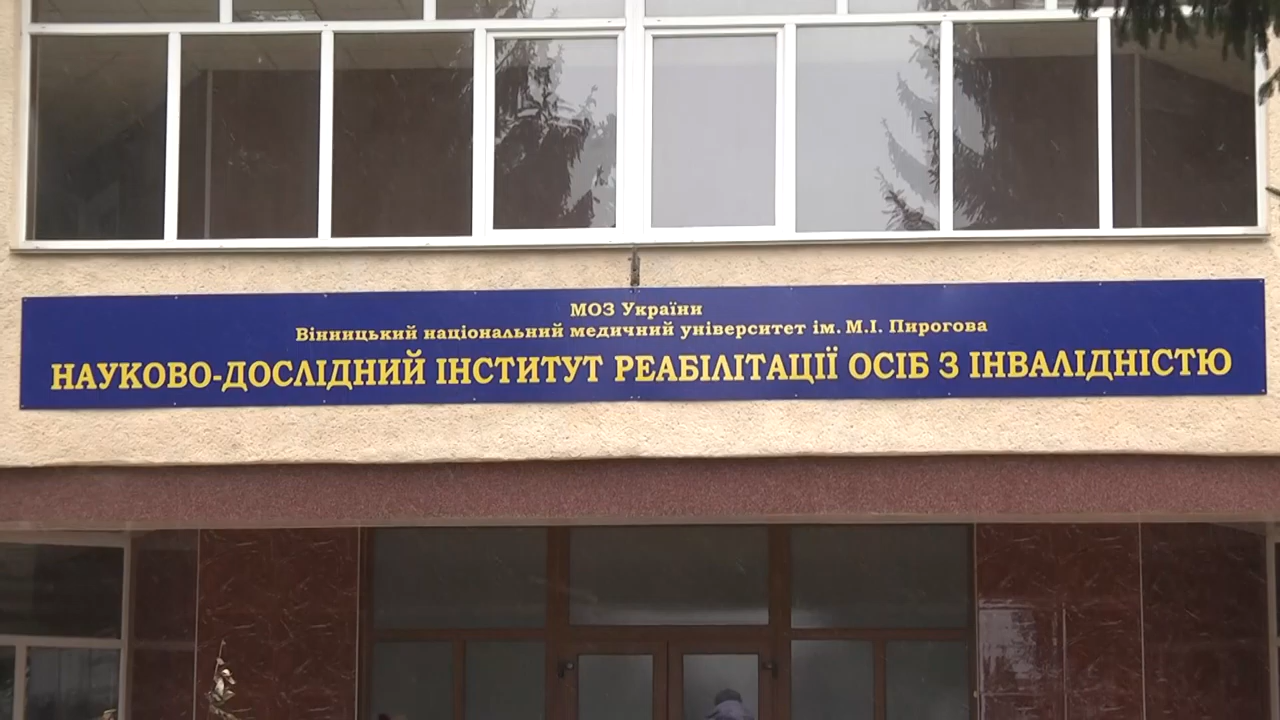 МОЗ України
Вінницький національний медичний університет ім. М.І. Пирогова
НАУКОВО-ДОСЛІДНИЙ ІНСТИТУТ РЕАБІЛІТАЦІЇ ОСІБ З ІНВАЛІДНІСТЮ